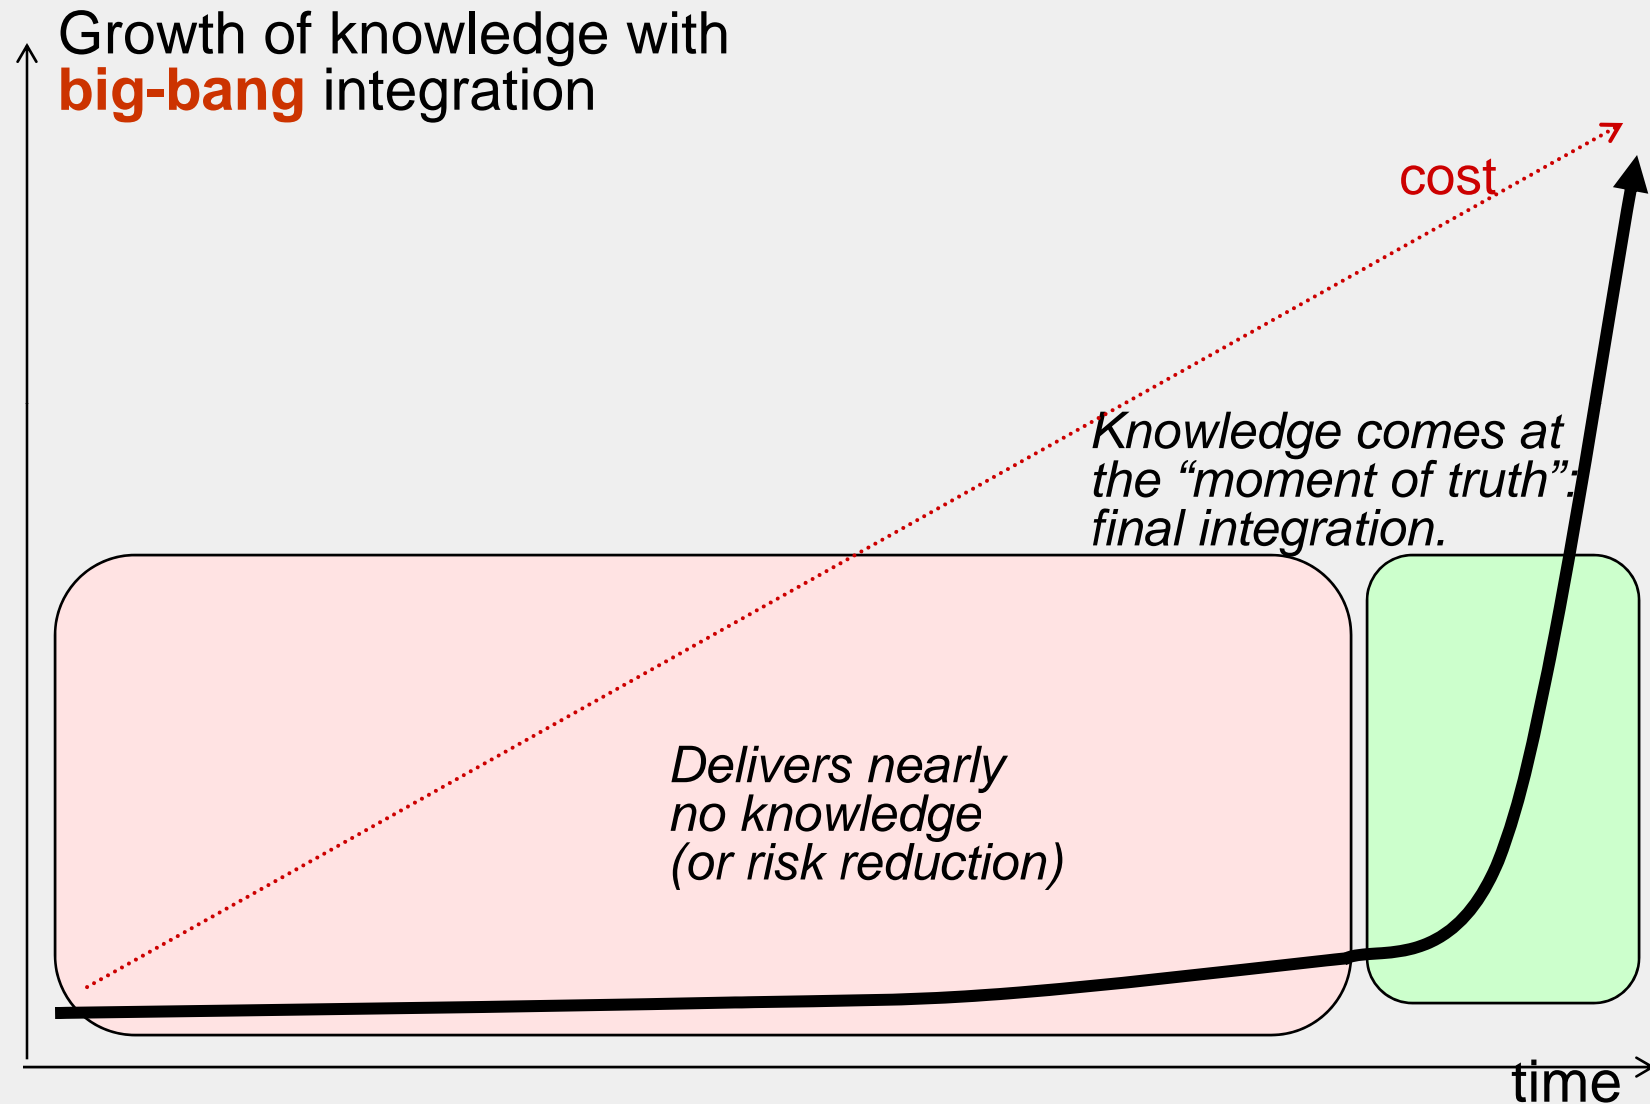 Growth of knowledge with
big-bang integration
cost
Knowledge comes at
the “moment of truth”:
final integration.
Delivers nearly
no knowledge
(or risk reduction)
time